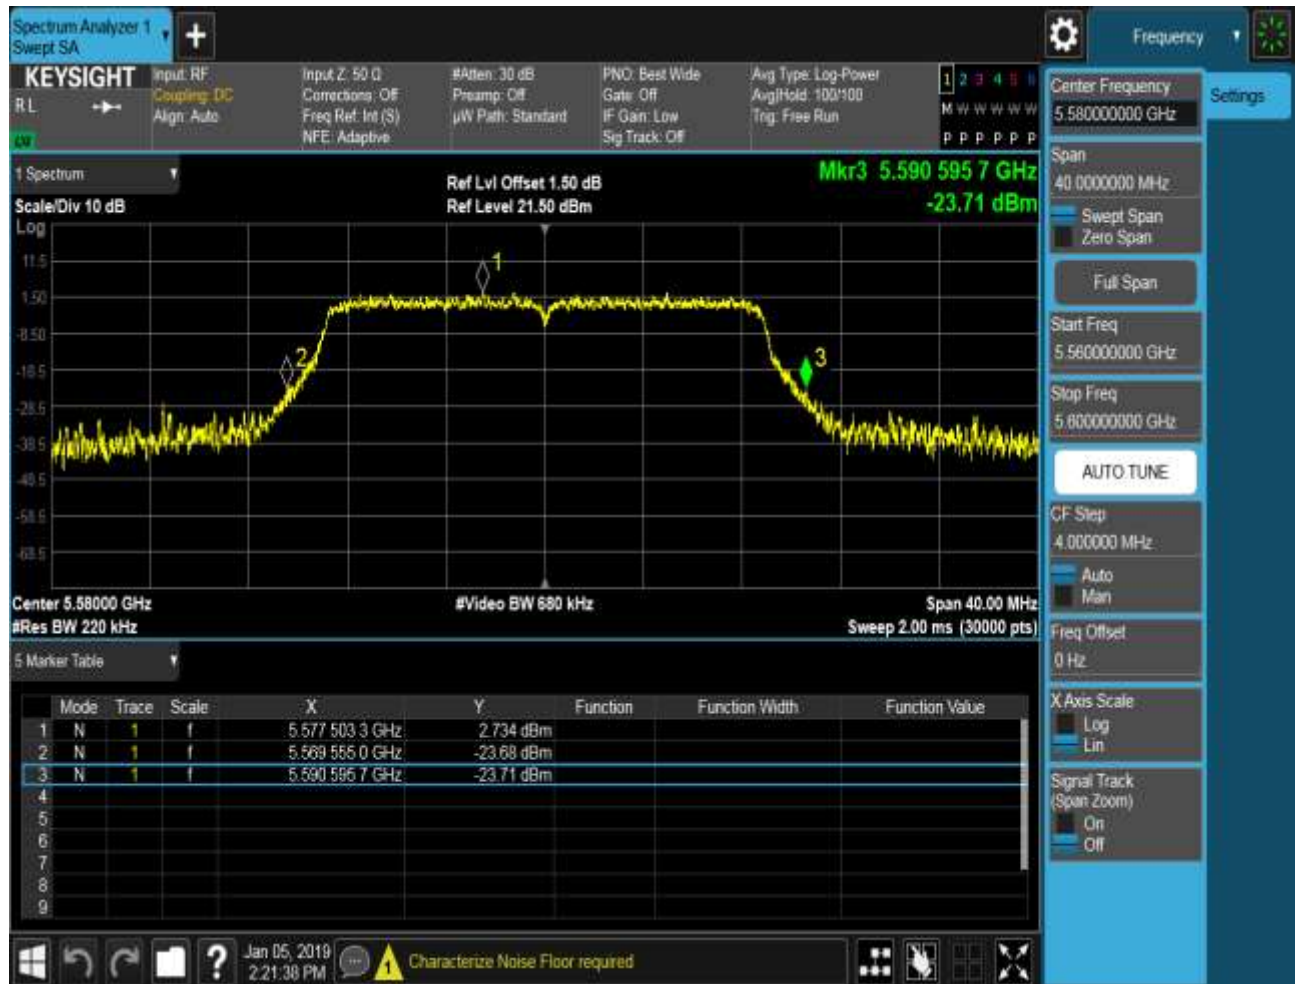 Spectrum Analyzer 1
Swept SA
Frequency
KEYSIGHT
RL
Input: RF
Coupling: DC
Align: Auto
Input Z: 50 Ω
Corrections: Off
Freq Ref: Int (S)
NFE: Adaptive
#Atten: 30 dB
Preamp: Off
µW Path: Standard
PNO: Best Wide
Gate: Off
IF Gain: Low
Sig Track: Off
Avg Type: Log-Power
Avg|Hold: 100/100
Trig: Free Run
1 2 3 4 5 6
M W W W W W
P P P P P P
Settings
Center Frequency
5.580000000 GHz
Span
40.0000000 MHz
Swept Span
Zero Span
Full Span
Start Freq
5.560000000 GHz
Stop Freq
5.600000000 GHz
AUTO TUNE
CF Step
4.000000 MHz
Auto
Man
Freq Offset
0 Hz
X Axis Scale
Log
Lin
Signal Track
(Span Zoom)
On
Off
1 Spectrum
Scale/Div 10 dB
Ref Lvl Offset 1.50 dB
Ref Level 21.50 dBm
Mkr3 5.590 595 7 GHz
-23.71 dBm
Log
11.5
1.50
-8.50
-18.5
-28.5
-38.5
-48.5
-58.5
-68.5
1
2
3
Center 5.58000 GHz
#Video BW 680 kHz
Span 40.00 MHz
#Res BW 220 kHz
Sweep 2.00 ms (30000 pts)
5 Marker Table
Mode Trace Scale X Y Function Function Width Function Value
1 N 1 f 5.577 503 3 GHz 2.734 dBm
2 N 1 f 5.569 555 0 GHz -23.68 dBm
3 N 1 f 5.590 595 7 GHz -23.71 dBm
4
5
6
7
8
9
?
Jan 05, 2019
2:21:38 PM
1
Characterize Noise Floor required